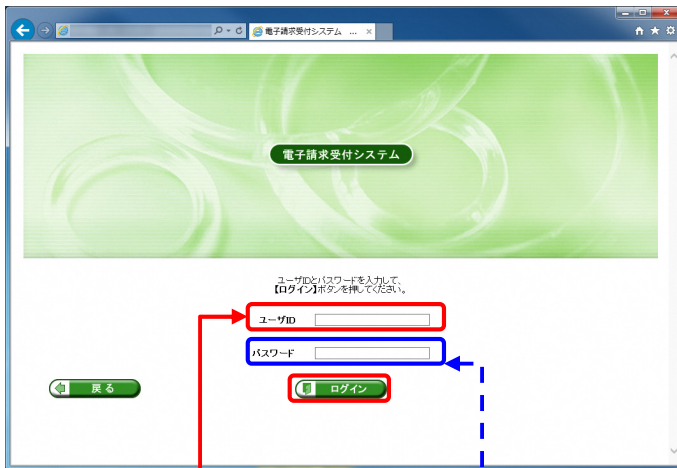 電子請求受付システム ... ×
電子請求受付システム
ユーザIDとパスワードを入力して、
【ログイン】ボタンを押してください。
ユーザID
パスワード
戻る
ログイン